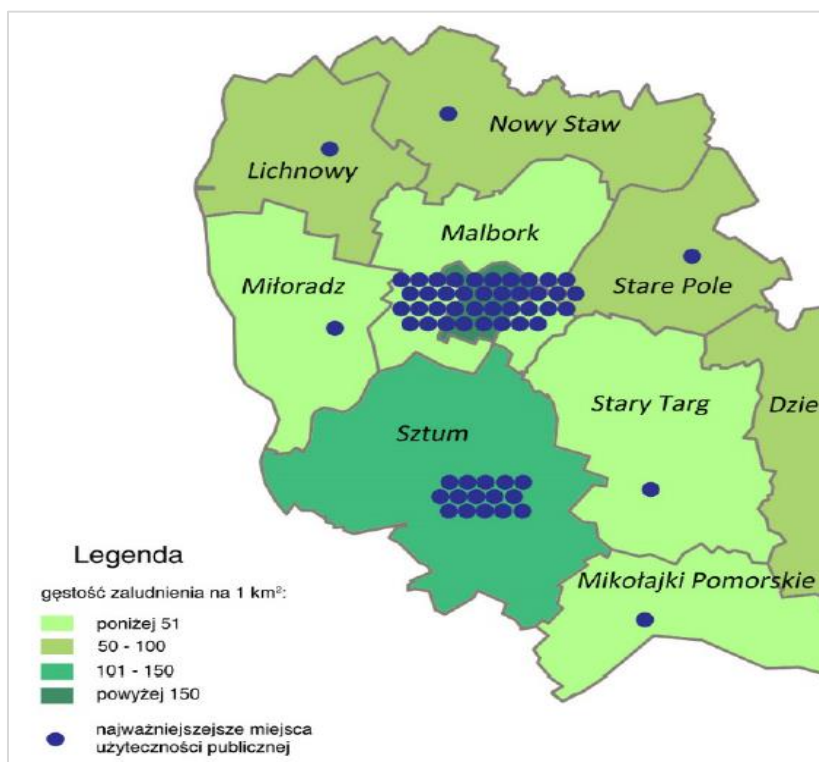 Nowy Staw
Lichnowy
Malbork
Miłoradz
Stare Pole
Stary Targ
Dzie
Sztum
Mikołajki Pomorskie
Legenda
gęstość zaludnienia na 1 km²:
poniżej 51
50 - 100
101 - 150
powyżej 150
najważniejszejsze miejsca
użyteczności publicznej